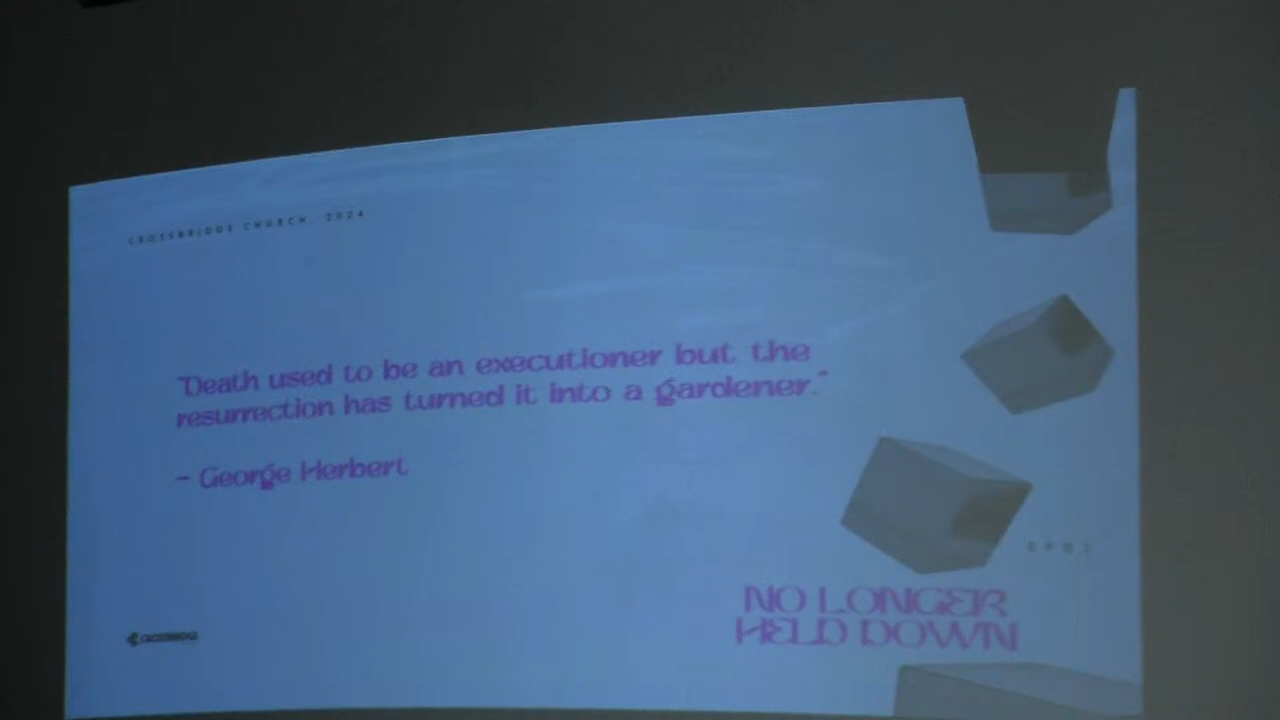 CROSSBRIDGE CHURCH, 2024
"Death used to be an executioner but the
resurrection has turned it into a gardener."
- George Herbert
NO LONGER
HELD DOWN
CROSSBRIDGE